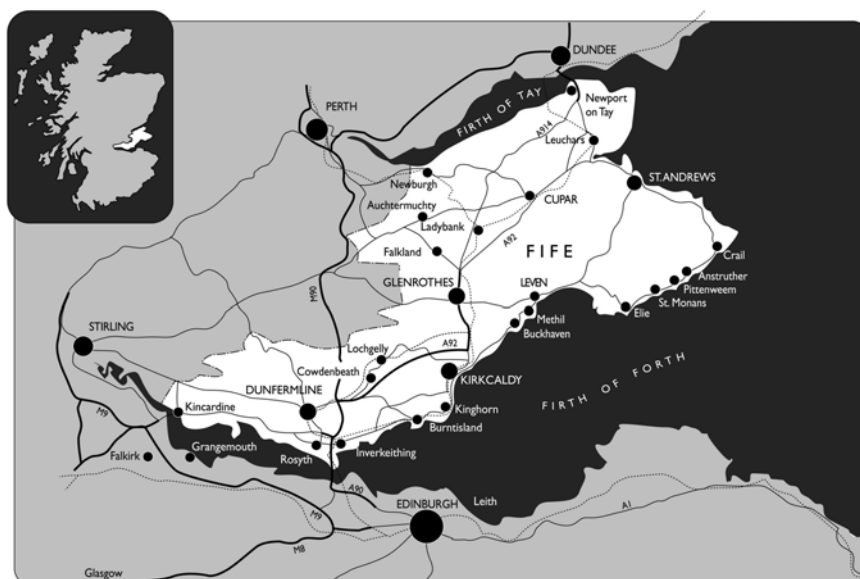 DUNDEE
FIRTH OF TAY
Newport
on Tay
PERTH
A914
Leuchars
Newburgh
ST. ANDREWS
Auchtermuchty
CUPAR
Ladybank
A92
FIFE
Falkland
Crail
Anstruther
Pittenweem
St. Monans
Elie
GLENROTHES
LEVEN
M90
Methil
Buckhaven
STIRLING
A92
Lochgelly
Cowdenbeath
KIRKCALDY
DUNFERMLINE
FIRTH OF FORTH
Kincardine
Kinghorn
Burntisland
M9
Inverkeithing
Rosyth
Grangemouth
Falkirk
A90
Leith
EDINBURGH
M9
A1
M8
Glasgow